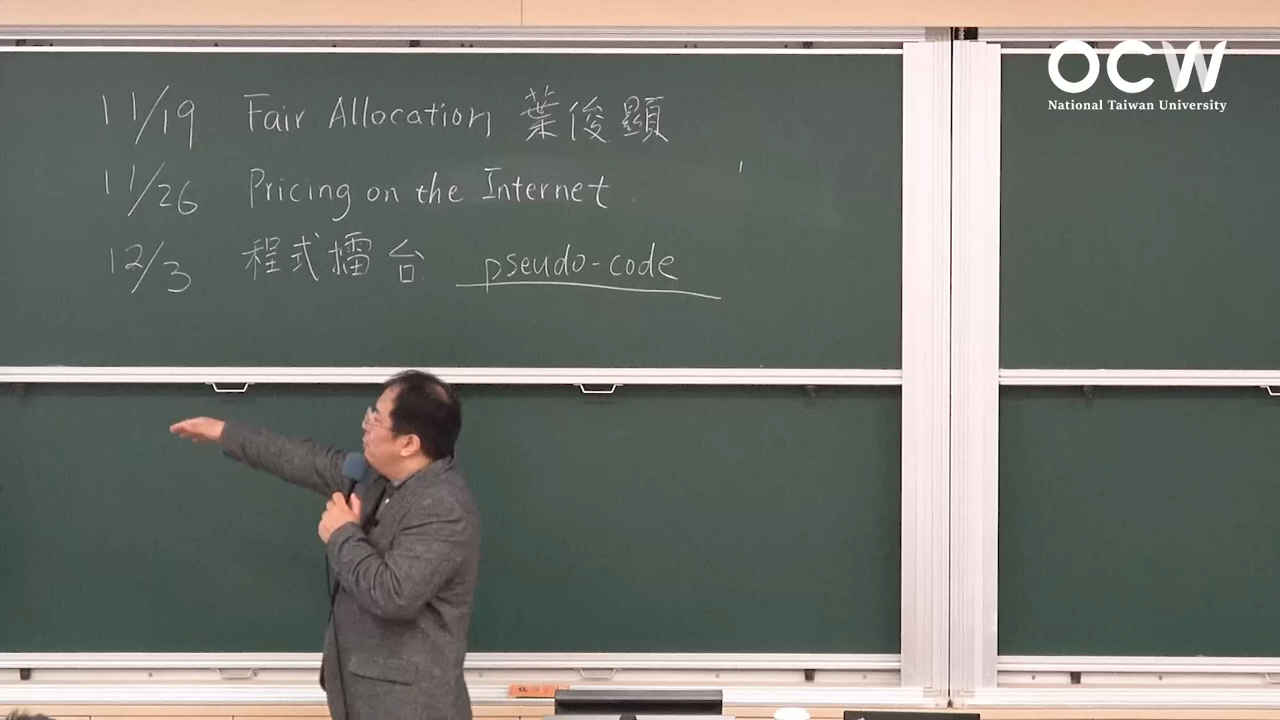 OCW
National Taiwan University
11/19 Fair Allocation 葉俊顯
11/26 Pricing on the Internet
12/3 程式擂台 pseudo-code